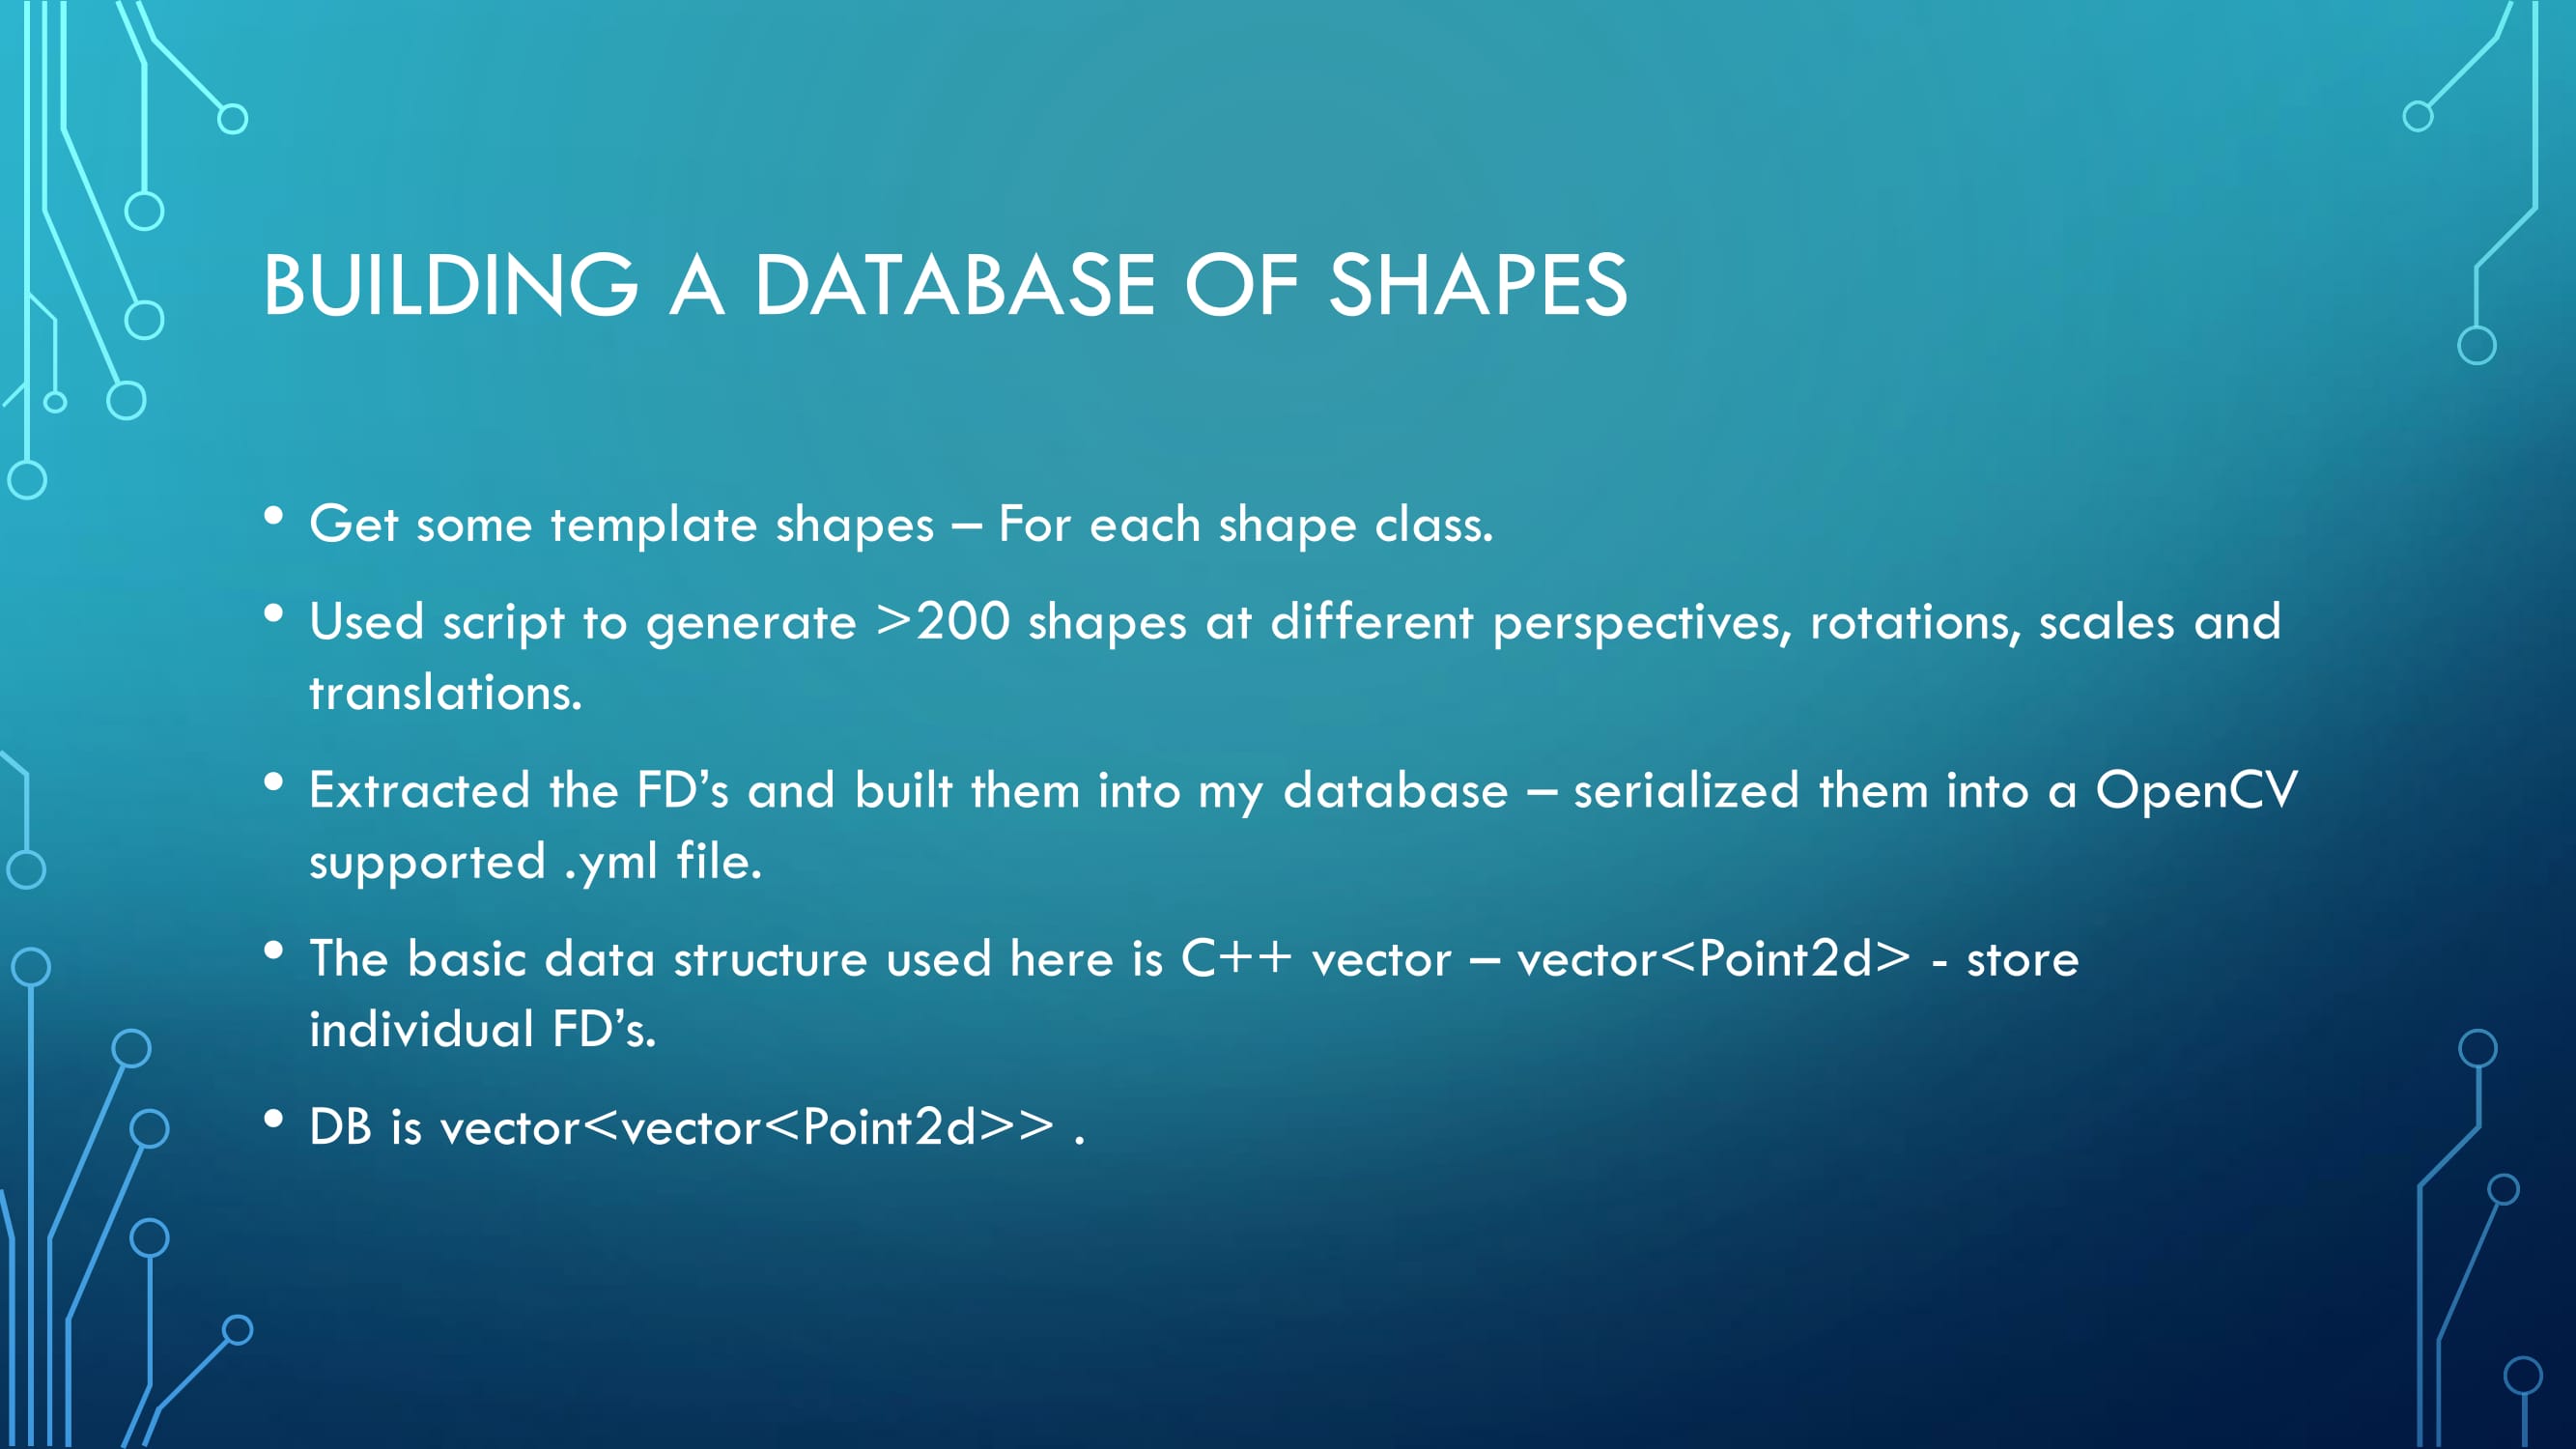 BUILDING A DATABASE OF SHAPES
• Get some template shapes – For each shape class.
• Used script to generate >200 shapes at different perspectives, rotations, scales and
translations.
• Extracted the FD’s and built them into my database – serialized them into a OpenCV
supported .yml file.
• The basic data structure used here is C++ vector – vector<Point2d> - store
individual FD’s.
• DB is vector<vector<Point2d>> .